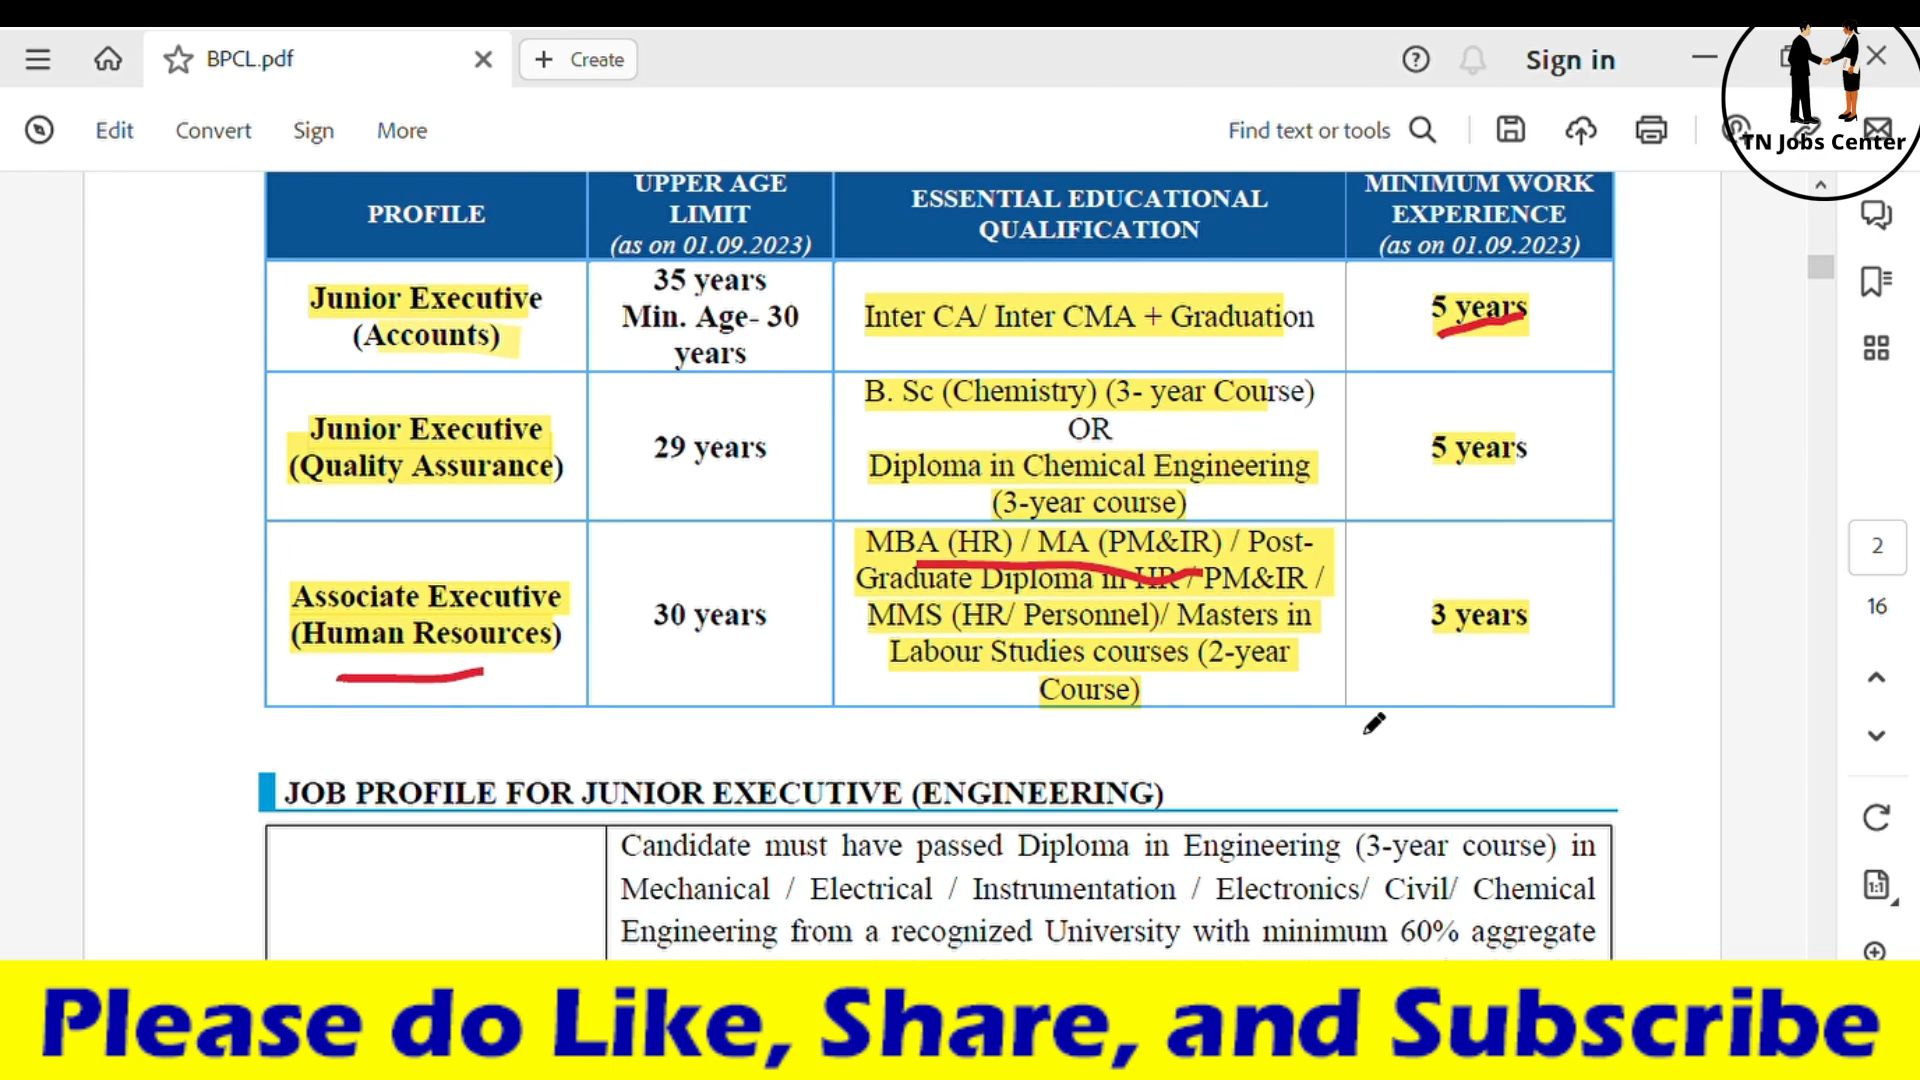 BPCL.pdf
Create
Sign in
Edit
Convert
Sign
More
Find text or tools
TN Jobs Center
PROFILE
UPPER AGE
LIMIT
(as on 01.09.2023)
ESSENTIAL EDUCATIONAL
QUALIFICATION
MINIMUM WORK
EXPERIENCE
(as on 01.09.2023)
Junior Executive
(Accounts)
35 years
Min. Age- 30
years
Inter CA/ Inter CMA + Graduation
5 years
Junior Executive
(Quality Assurance)
29 years
B. Sc (Chemistry) (3- year Course)
OR
Diploma in Chemical Engineering
(3-year course)
5 years
Associate Executive
(Human Resources)
30 years
MBA (HR) / MA (PM&IR) / Post-
Graduate Diploma in HR / PM&IR /
MMS (HR/ Personnel)/ Masters in
Labour Studies courses (2-year
Course)
3 years
2
16
1:1
JOB PROFILE FOR JUNIOR EXECUTIVE (ENGINEERING)
Candidate must have passed Diploma in Engineering (3-year course) in
Mechanical / Electrical / Instrumentation / Electronics/ Civil/ Chemical
Engineering from a recognized University with minimum 60% aggregate
Please do Like, Share, and Subscribe